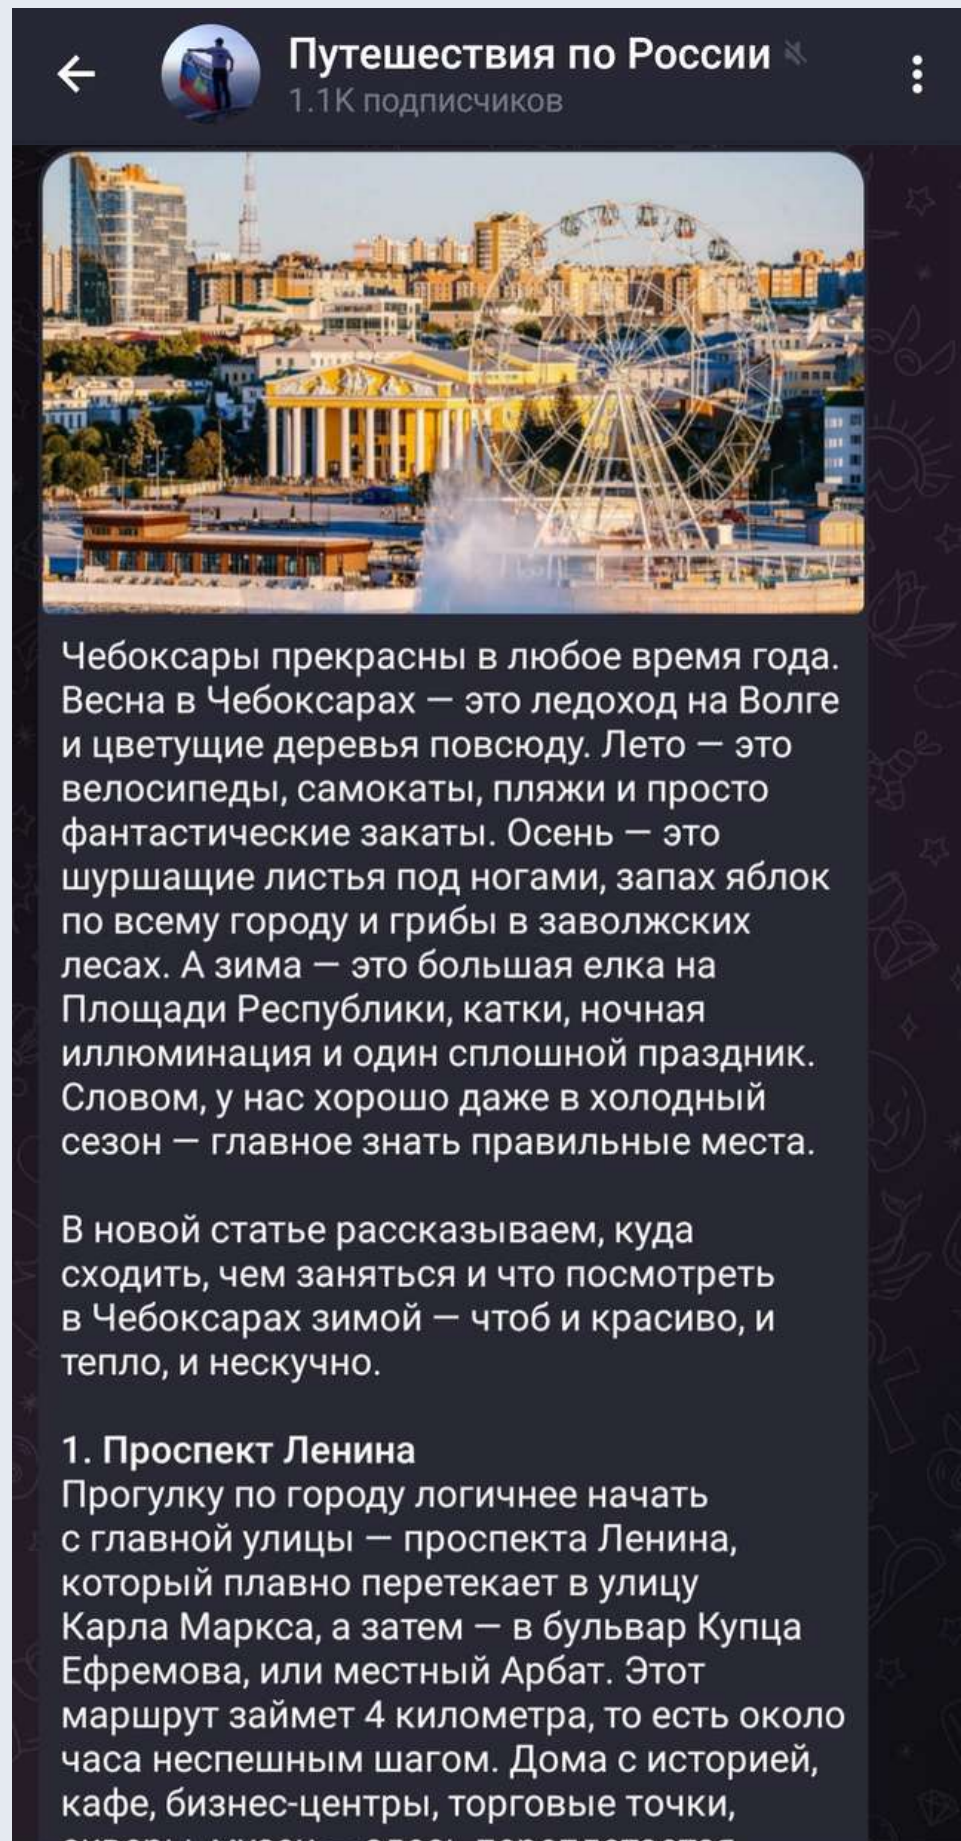 Путешествия по России
1.1K подписчиков
Чебоксары прекрасны в любое время года.
Весна в Чебоксарах — это ледоход на Волге
и цветущие деревья повсюду. Лето — это
велосипеды, самокаты, пляжи и просто
фантастические закаты. Осень — это
шуршащие листья под ногами, запах яблок
по всему городу и грибы в заволжских
лесах. А зима — это большая елка на
Площади Республики, катки, ночная
иллюминация и один сплошной праздник.
Словом, у нас хорошо даже в холодный
сезон — главное знать правильные места.
В новой статье рассказываем, куда
сходить, чем заняться и что посмотреть
в Чебоксарах зимой — чтоб и красиво, и
тепло, и нескучно.
1. Проспект Ленина
Прогулку по городу логичнее начать
с главной улицы — проспекта Ленина,
который плавно перетекает в улицу
Карла Маркса, а затем — в бульвар Купца
Ефремова, или местный Арбат. Этот
маршрут займет 4 километра, то есть около
часа неспешным шагом. Дома с историей,
кафе, бизнес-центры, торговые точки,